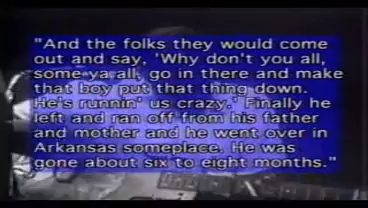 "And the folks they would come
out and say, 'Why don't you all,
some ya all, go in there and make
that boy put that thing down.
He's runnin' us crazy.' Finally he
left and ran off from his father
and mother and he went over in
Arkansas someplace. He was
gone about six to eight months."